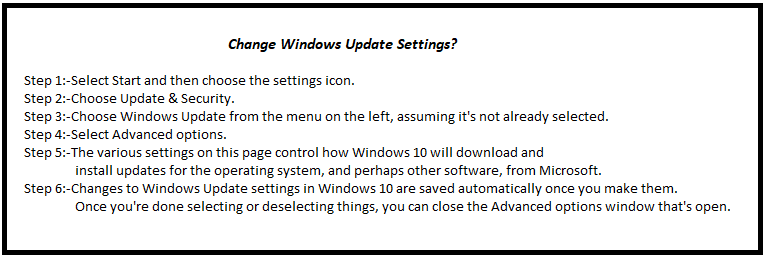 Change Windows Update Settings?
Step 1:-Select Start and then choose the settings icon.
Step 2:-Choose Update & Security.
Step 3:-Choose Windows Update from the menu on the left, assuming it's not already selected.
Step 4:-Select Advanced options.
Step 5:-The various settings on this page control how Windows 10 will download and
install updates for the operating system, and perhaps other software, from Microsoft.
Step 6:-Changes to Windows Update settings in Windows 10 are saved automatically once you make them.
Once you're done selecting or deselecting things, you can close the Advanced options window that's open.